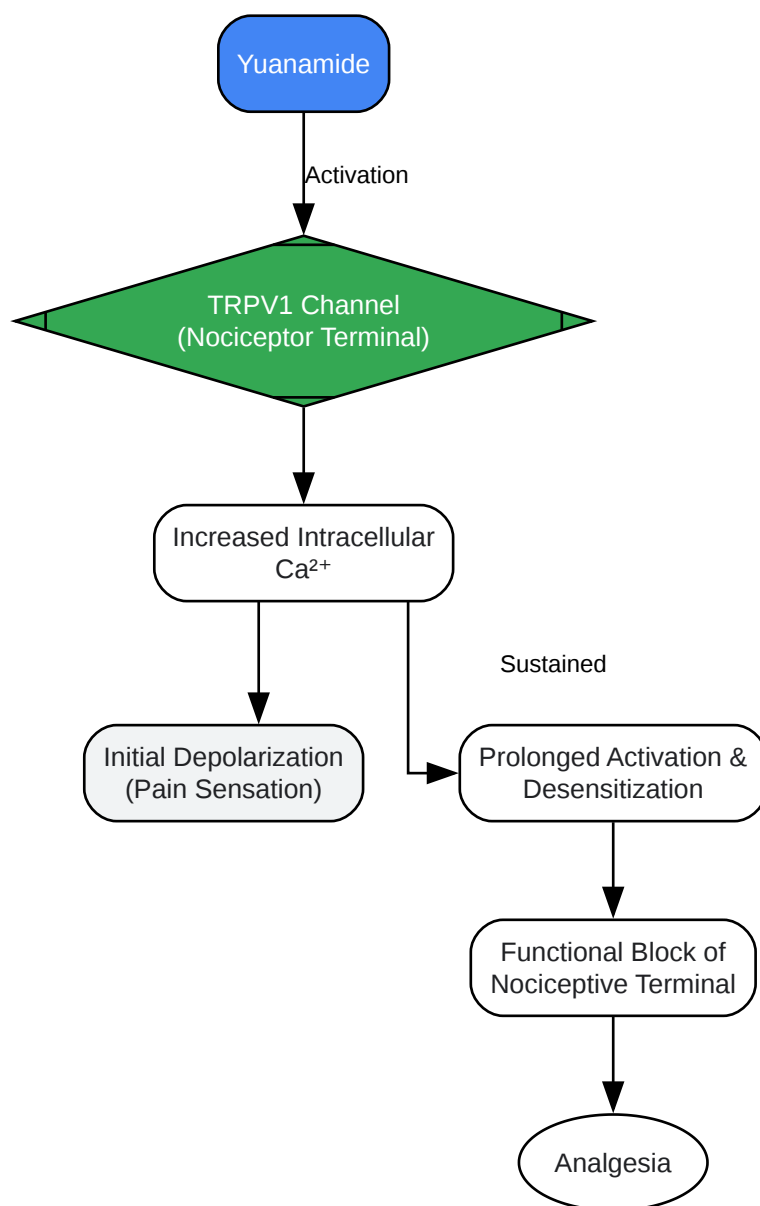 Yuanamide
Activation
TRPV1 Channel
(Nociceptor Terminal)
Increased Intracellular
Ca²⁺
Sustained
Initial Depolarization
(Pain Sensation)
Prolonged Activation &
Desensitization
Functional Block of
Nociceptive Terminal
Analgesia